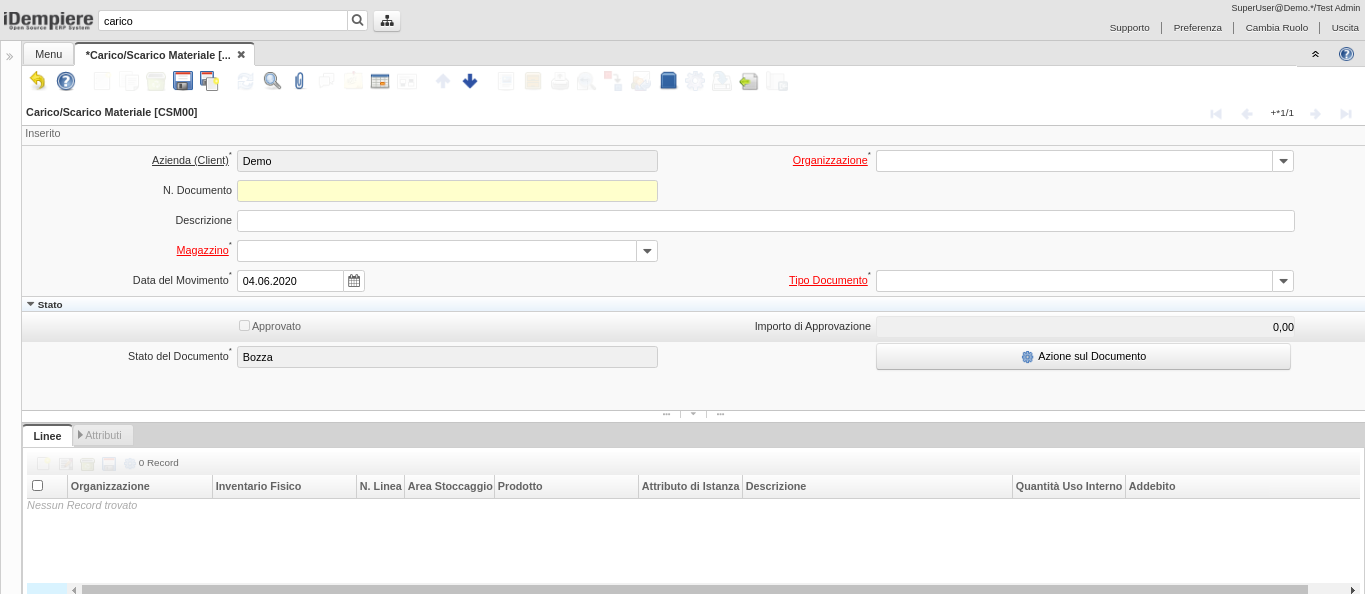 SuperUser@Demo.*/Test Admin
iDempiere
Open Source ERP System
carico
Supporto Preferenza Cambia Ruolo Uscita
Menu *Carico/Scarico Materiale [...
Carico/Scarico Materiale [CSM00]
+*1/1
Inserito
Azienda (Client)* Demo Organizzazione*
N. Documento
Descrizione
Magazzino*
Data del Movimento* 04.06.2020 Tipo Documento*
Stato
Approvato Importo di Approvazione 0,00
Stato del Documento* Bozza Azione sul Documento
Linee Attributi
0 Record
Organizzazione Inventario Fisico N. Linea Area Stoccaggio Prodotto Attributo di Istanza Descrizione Quantità Uso Interno Addebito
Nessun Record trovato